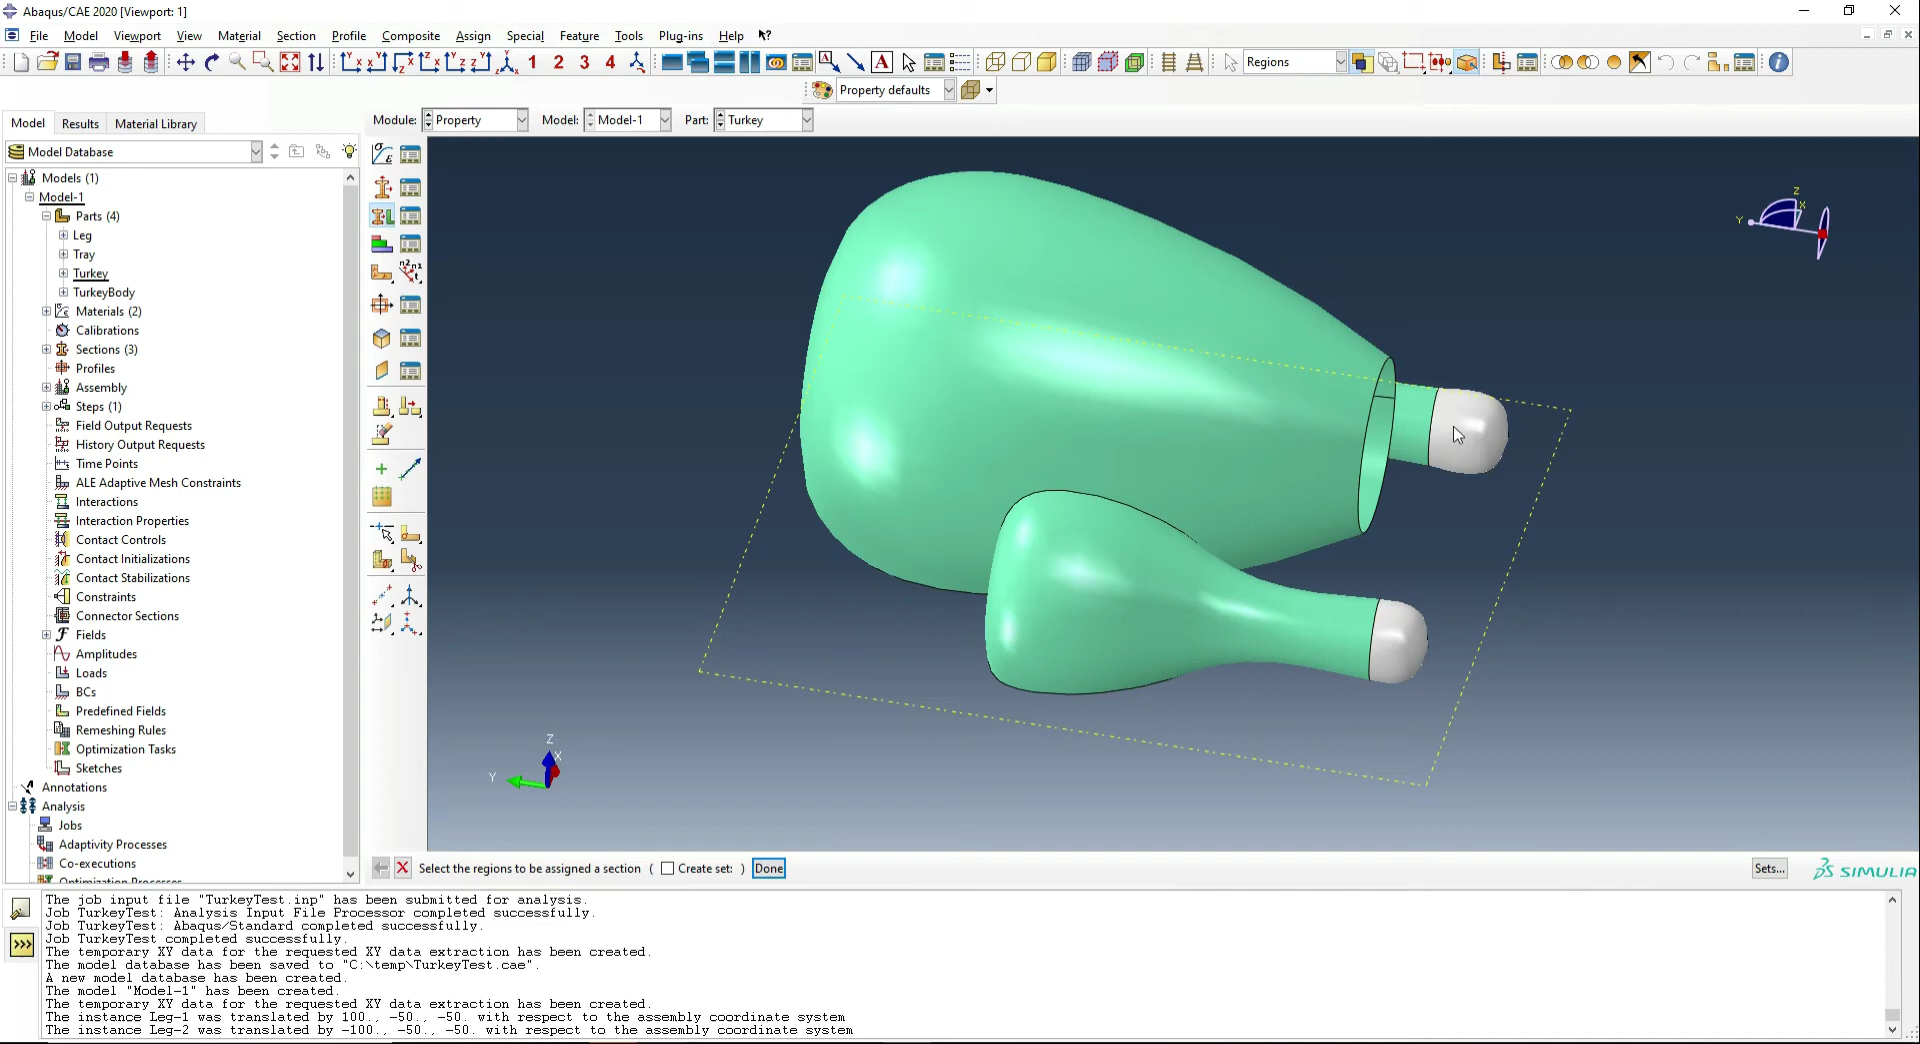 Abaqus/CAE 2020 [Viewport: 1]
File Model Viewport View Material Section Profile Composite Assign Special Feature Tools Plug-ins Help
1 2 3 4 A A Regions
Property defaults
Model Results Material Library
Module: Property Model: Model-1 Part: Turkey
Model Database
Models (1)
Model-1
Parts (4)
Leg
Tray
Turkey
TurkeyBody
Materials (2)
Calibrations
Sections (3)
Profiles
Assembly
Steps (1)
Field Output Requests
History Output Requests
Time Points
ALE Adaptive Mesh Constraints
Interactions
Interaction Properties
Contact Controls
Contact Initializations
Contact Stabilizations
Constraints
Connector Sections
Fields
Amplitudes
Loads
BCs
Predefined Fields
Remeshing Rules
Optimization Tasks
Sketches
Annotations
Analysis
Jobs
Adaptivity Processes
Co-executions
Optimization Processes
Z
X
Y
Z
X
Y
Select the regions to be assigned a section ( Create set: ) Done
Sets...
SIMULIA
The job input file "TurkeyTest.inp" has been submitted for analysis.
Job TurkeyTest: Analysis Input File Processor completed successfully.
Job TurkeyTest: Abaqus/Standard completed successfully.
Job TurkeyTest completed successfully.
The temporary XY data for the requested XY data extraction has been created.
The model database has been saved to "C:\temp\TurkeyTest.cae".
A new model database has been created.
The model "Model-1" has been created.
The temporary XY data for the requested XY data extraction has been created.
The instance Leg-1 was translated by 100., -50., -50. with respect to the assembly coordinate system
The instance Leg-2 was translated by -100., -50., -50. with respect to the assembly coordinate system